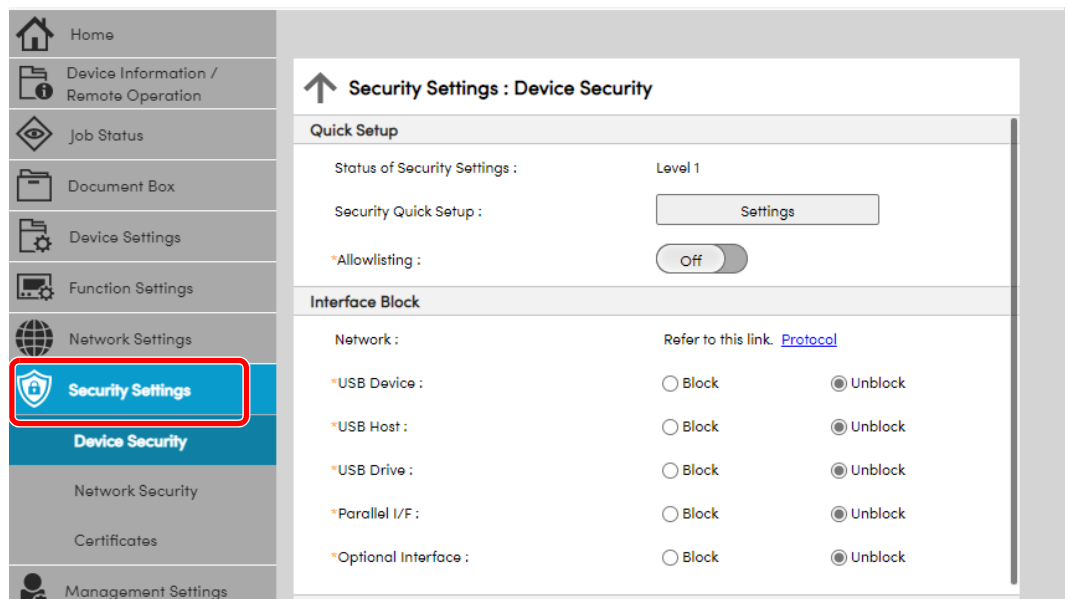 Home
Device Information /
Remote Operation
Job Status
Document Box
Device Settings
Function Settings
Network Settings
Security Settings
Device Security
Network Security
Certificates
Management Settings
Security Settings : Device Security
Quick Setup
Status of Security Settings : Level 1
Security Quick Setup : Settings
*Allowlisting : Off
Interface Block
Network : Refer to this link. Protocol
*USB Device : Block Unblock
*USB Host : Block Unblock
*USB Drive : Block Unblock
*Parallel I/F : Block Unblock
*Optional Interface : Block Unblock